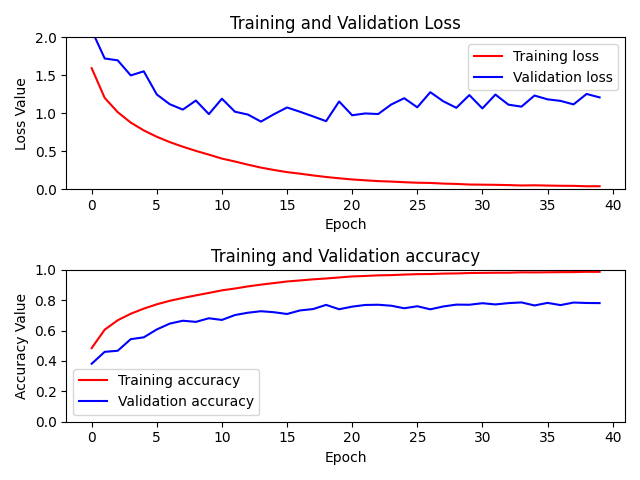 Training and Validation Loss
Loss Value
2.0
1.5
1.0
0.5
0.0
Training loss
Validation loss
0 5 10 15 20 25 30 35 40
Epoch
Training and Validation accuracy
Accuracy Value
1.0
0.8
0.6
0.4
0.2
0.0
Training accuracy
Validation accuracy
0 5 10 15 20 25 30 35 40
Epoch